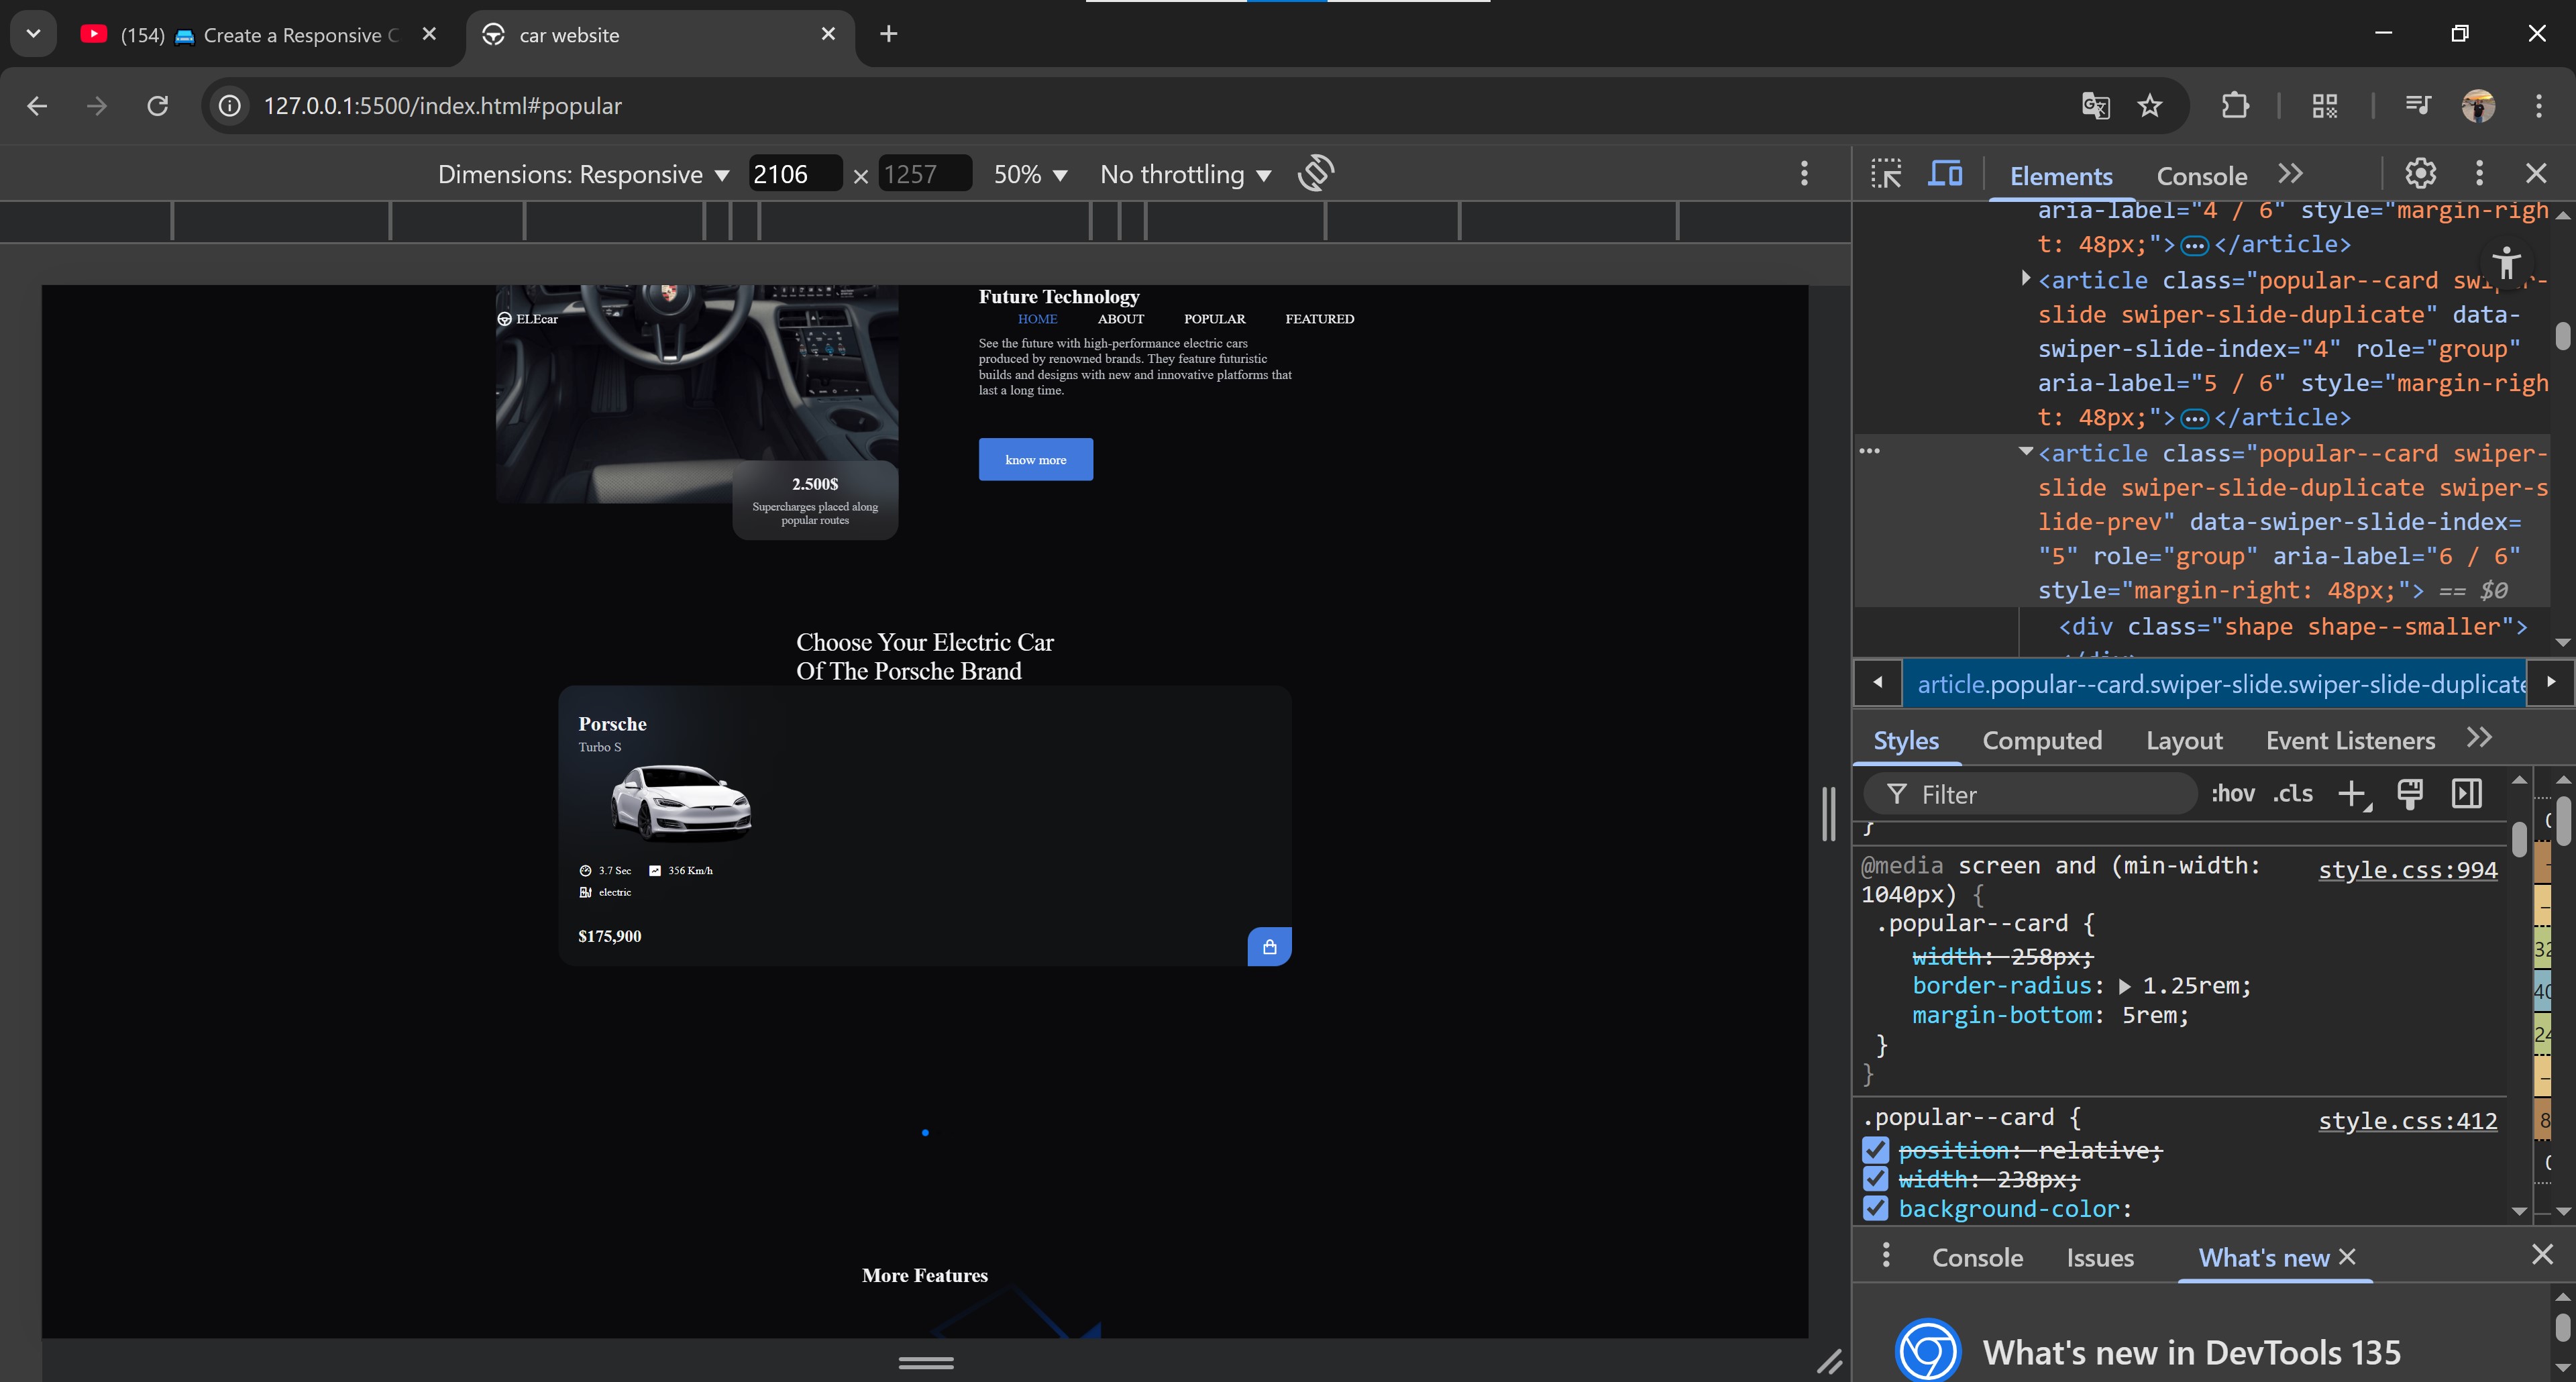 (154) 🚘 Create a Responsive C
car website
127.0.0.1:5500/index.html#popular
Dimensions: Responsive 2106 × 1257 50% No throttling
Elements Console
aria-label="4 / 6" style="margin-righ
t: 48px;"> </article>
<article class="popular--card swiper-
slide swiper-slide-duplicate" data-
swiper-slide-index="4" role="group"
aria-label="5 / 6" style="margin-righ
t: 48px;"> </article>
<article class="popular--card swiper-
slide swiper-slide-duplicate swiper-s
lide-prev" data-swiper-slide-index=
"5" role="group" aria-label="6 / 6"
style="margin-right: 48px;"> == $0
<div class="shape shape--smaller">
</div>
article.popular--card.swiper-slide.swiper-slide-duplicate
Styles Computed Layout Event Listeners
Filter :hov .cls
}
@media screen and (min-width: style.css:994
1040px) {
.popular--card {
width: 258px;
border-radius: 1.25rem;
margin-bottom: 5rem;
}
}
.popular--card { style.css:412
position: relative;
width: 238px;
background-color:
32
40
24
8
Console Issues What's new
What's new in DevTools 135
ELEcar
Future Technology
HOME ABOUT POPULAR FEATURED
See the future with high-performance electric cars
produced by renowned brands. They feature futuristic
builds and designs with new and innovative platforms that
last a long time.
know more
2.500$
Supercharges placed along
popular routes
Choose Your Electric Car
Of The Porsche Brand
Porsche
Turbo S
3.7 Sec 356 Km/h
electric
$175,900
More Features